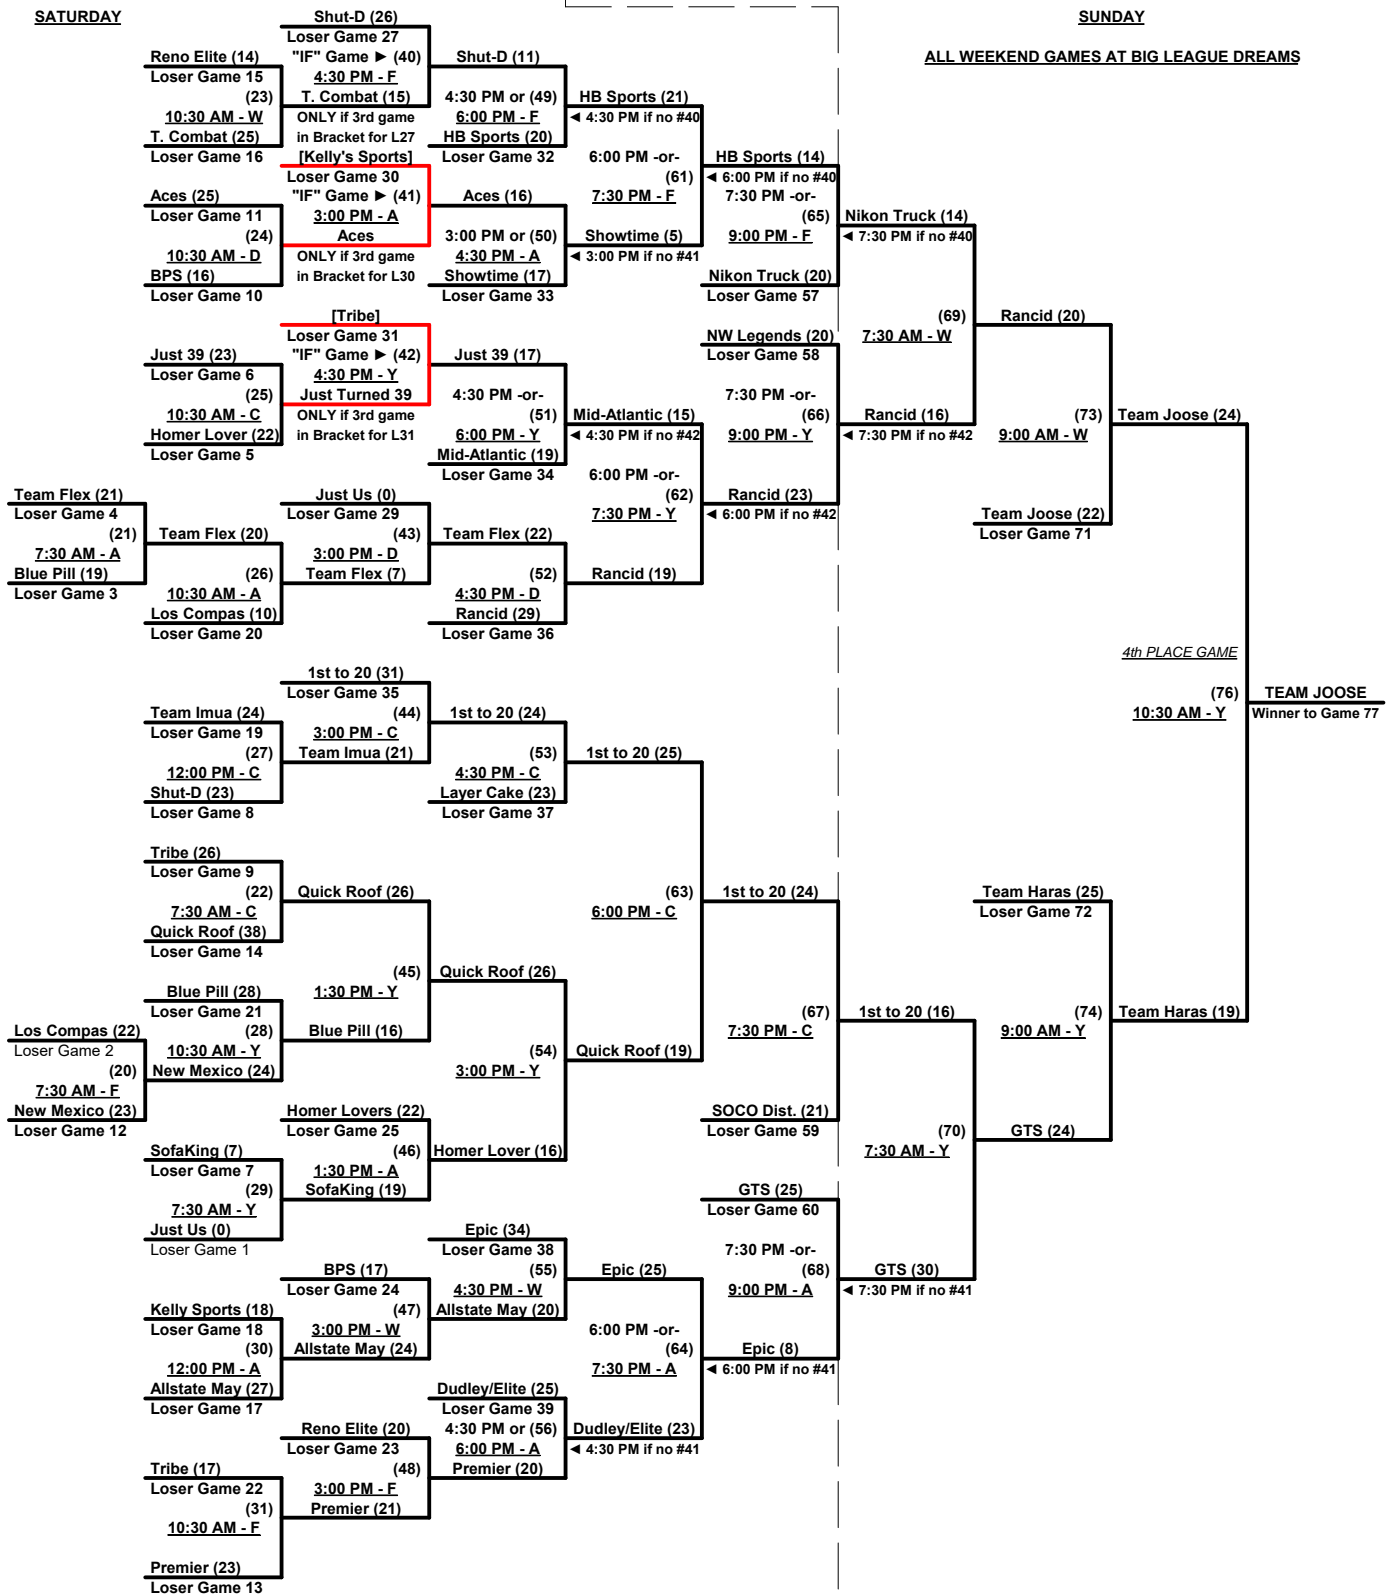 SATURDAY
SUNDAY
ALL WEEKEND GAMES AT BIG LEAGUE DREAMS
Shut-D (26)
Loser Game 27
Reno Elite (14)
"IF" Game ► (40)
Shut-D (11)
Loser Game 15
4:30 PM - F
(23)
T. Combat (15)
4:30 PM or (49)
HB Sports (21)
10:30 AM - W
ONLY if 3rd game
6:00 PM - F
◄ 4:30 PM if no #40
T. Combat (25)
in Bracket for L27
HB Sports (20)
Loser Game 16
[Kelly's Sports]
Loser Game 32
6:00 PM -or-
HB Sports (14)
Loser Game 30
(61)
◄ 6:00 PM if no #40
Aces (25)
"IF" Game ► (41)
Aces (16)
7:30 PM - F
7:30 PM -or-
Loser Game 11
3:00 PM - A
(65)
Nikon Truck (14)
(24)
Aces
3:00 PM or (50)
Showtime (5)
9:00 PM - F
◄ 7:30 PM if no #40
10:30 AM - D
ONLY if 3rd game
4:30 PM - A
◄ 3:00 PM if no #41
BPS (16)
in Bracket for L30
Showtime (17)
Nikon Truck (20)
Loser Game 10
Loser Game 33
Loser Game 57
[Tribe]
(69)
Rancid (20)
Loser Game 31
NW Legends (20)
7:30 AM - W
Just 39 (23)
"IF" Game ► (42)
Just 39 (17)
Loser Game 58
Loser Game 6
4:30 PM - Y
(25)
Just Turned 39
4:30 PM -or-
7:30 PM -or-
10:30 AM - C
ONLY if 3rd game
(51)
Mid-Atlantic (15)
(66)
Rancid (16)
(73)
Team Joose (24)
Homer Lover (22)
in Bracket for L31
6:00 PM - Y
◄ 4:30 PM if no #42
9:00 PM - Y
◄ 7:30 PM if no #42
9:00 AM - W
Loser Game 5
Mid-Atlantic (19)
Loser Game 34
6:00 PM -or-
Team Flex (21)
Just Us (0)
(62)
Rancid (23)
Loser Game 4
Loser Game 29
7:30 PM - Y
◄ 6:00 PM if no #42
Team Joose (22)
(21)
Team Flex (20)
(43)
Team Flex (22)
Loser Game 71
7:30 AM - A
3:00 PM - D
Blue Pill (19)
(26)
Team Flex (7)
(52)
Rancid (19)
Loser Game 3
10:30 AM - A
4:30 PM - D
Los Compas (10)
Rancid (29)
Loser Game 20
Loser Game 36
4th PLACE GAME
1st to 20 (31)
Loser Game 35
(76)
TEAM JOOSE
Team Imua (24)
(44)
1st to 20 (24)
10:30 AM - Y
Winner to Game 77
Loser Game 19
3:00 PM - C
(27)
Team Imua (21)
(53)
1st to 20 (25)
12:00 PM - C
4:30 PM - C
Shut-D (23)
Layer Cake (23)
Loser Game 8
Loser Game 37
Tribe (26)
Loser Game 9
(22)
Quick Roof (26)
(63)
1st to 20 (24)
Team Haras (25)
7:30 AM - C
6:00 PM - C
Loser Game 72
Quick Roof (38)
Loser Game 14
(45)
Quick Roof (26)
Blue Pill (28)
1:30 PM - Y
Loser Game 21
(67)
1st to 20 (16)
(74)
Team Haras (19)
Los Compas (22)
(28)
Blue Pill (16)
7:30 PM - C
9:00 AM - Y
Loser Game 2
10:30 AM - Y
(54)
Quick Roof (19)
(20)
New Mexico (24)
3:00 PM - Y
7:30 AM - F
New Mexico (23)
Homer Lovers (22)
SOCO Dist. (21)
Loser Game 12
Loser Game 25
Loser Game 59
(70)
GTS (24)
SofaKing (7)
(46)
Homer Lover (16)
7:30 AM - Y
Loser Game 7
1:30 PM - A
(29)
SofaKing (19)
GTS (25)
7:30 AM - Y
Loser Game 60
Just Us (0)
Epic (34)
Loser Game 1
Loser Game 38
7:30 PM -or-
BPS (17)
(55)
Epic (25)
(68)
GTS (30)
Loser Game 24
4:30 PM - W
9:00 PM - A
◄ 7:30 PM if no #41
Kelly Sports (18)
(47)
Allstate May (20)
Loser Game 18
3:00 PM - W
6:00 PM -or-
(30)
Allstate May (24)
(64)
Epic (8)
12:00 PM - A
7:30 PM - A
◄ 6:00 PM if no #41
Allstate May (27)
Dudley/Elite (25)
Loser Game 17
Loser Game 39
Reno Elite (20)
4:30 PM or (56)
Dudley/Elite (23)
Loser Game 23
6:00 PM - A
◄ 4:30 PM if no #41
Tribe (17)
(48)
Premier (20)
Loser Game 22
3:00 PM - F
(31)
Premier (21)
10:30 AM - F
Premier (23)
Loser Game 13